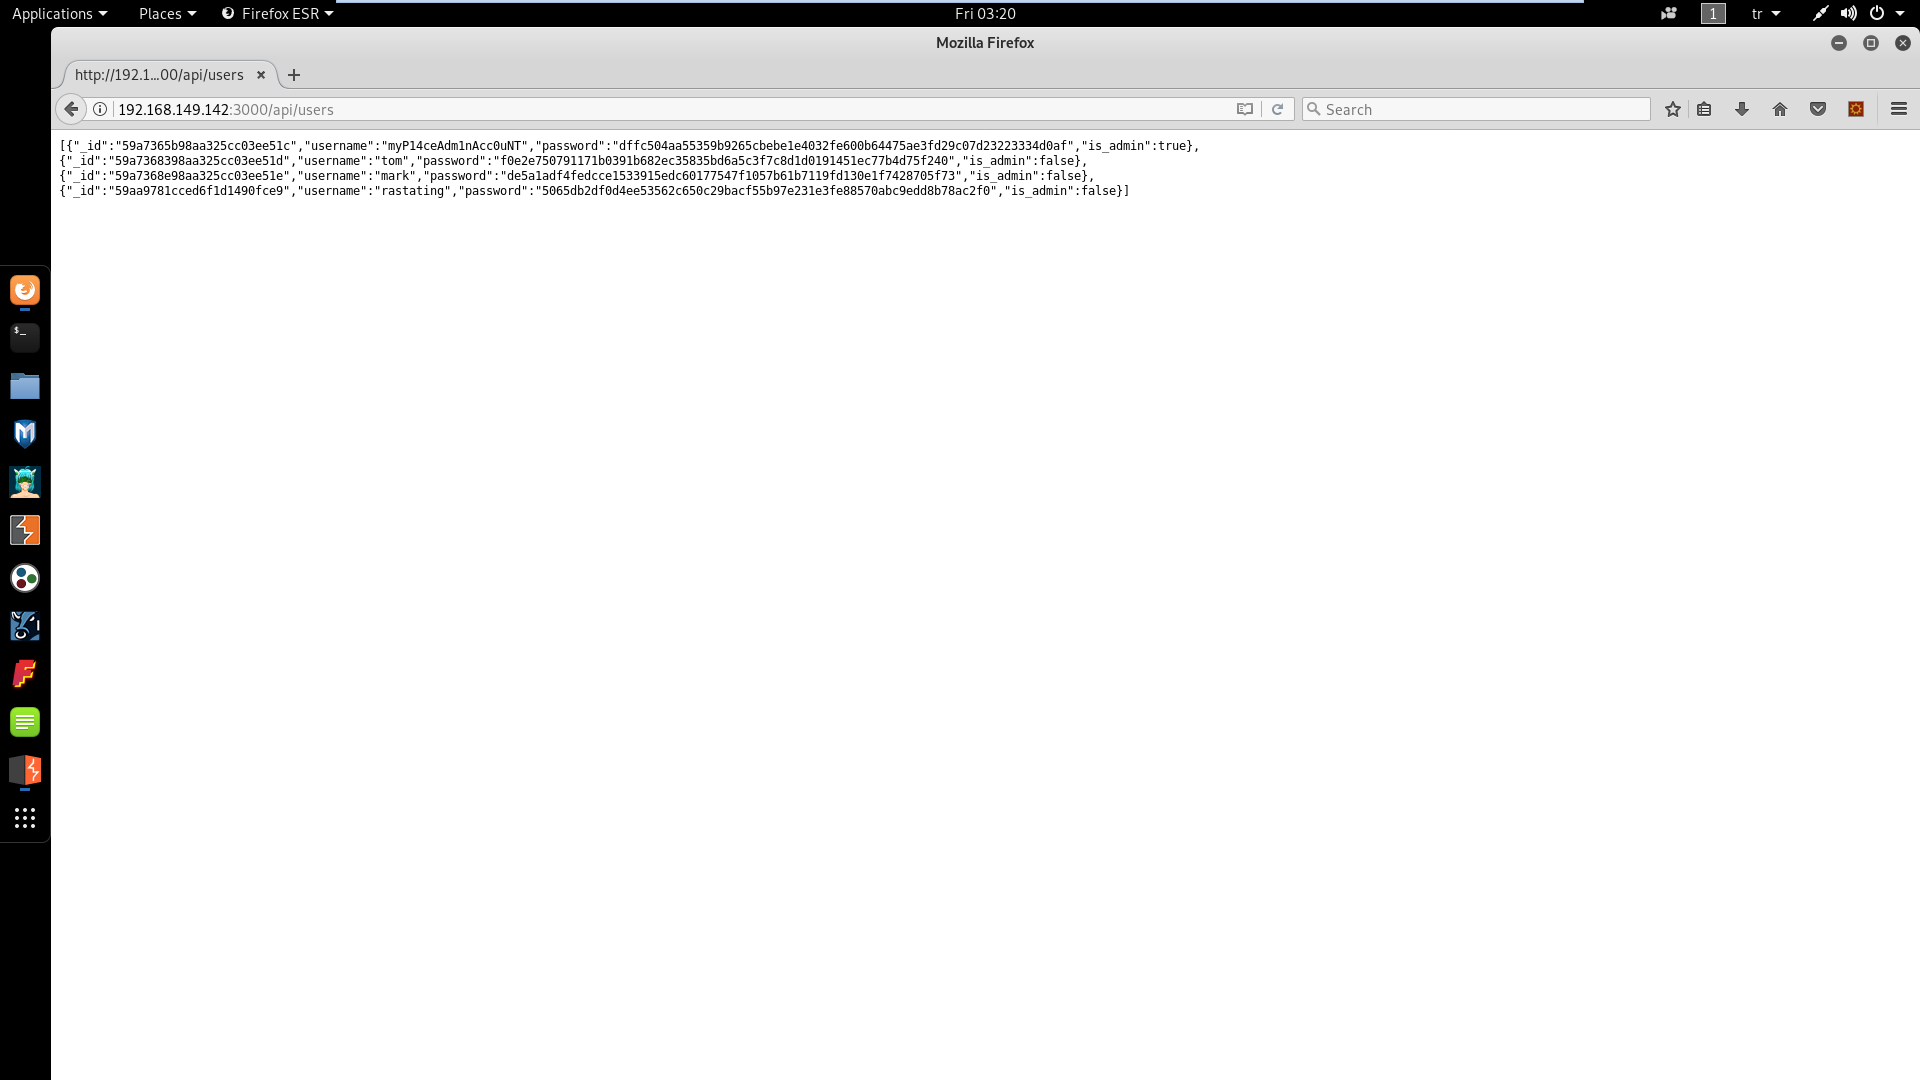 Applications Places Firefox ESR Fri 03:20 1 tr
Mozilla Firefox
http://192.1...00/api/users
192.168.149.142:3000/api/users Search
[{"_id":"59a7365b98aa325cc03ee51c","username":"myP14ceAdm1nAcc0uNT","password":"dffc504aa55359b9265cbebe1e4032fe600b64475ae3fd29c07d23223334d0af","is_admin":true},
{"_id":"59a7368398aa325cc03ee51d","username":"tom","password":"f0e2e750791171b0391b682ec35835bd6a5c3f7c8d1d0191451ec77b4d75f240","is_admin":false},
{"_id":"59a7368e98aa325cc03ee51e","username":"mark","password":"de5a1adf4fedcce1533915edc60177547f1057b61b7119fd130e1f7428705f73","is_admin":false},
{"_id":"59aa9781cced6f1d1490fce9","username":"rastating","password":"5065db2df0d4ee53562c650c29bacf55b97e231e3fe88570abc9edd8b78ac2f0","is_admin":false}]
$_